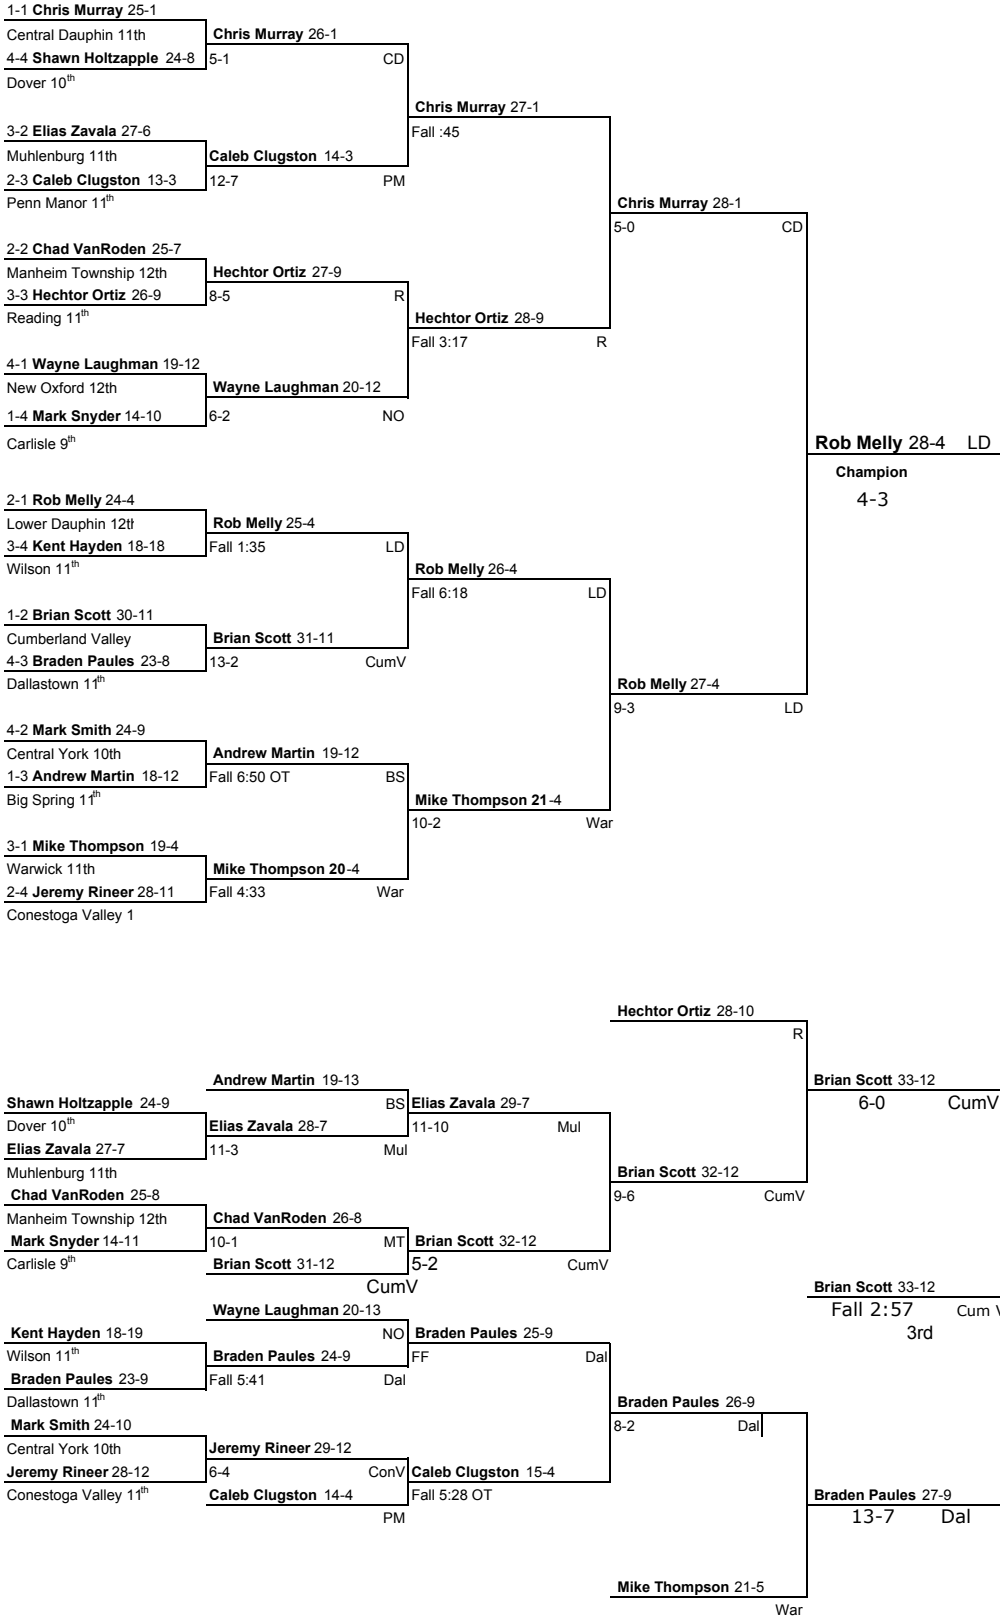 1-1 Chris Murray 25-1
Central Dauphin 11th
Chris Murray 26-1
4-4 Shawn Holtzapple 24-8
5-1 CD
Dover 10th
Chris Murray 27-1
Fall :45
3-2 Elias Zavala 27-6
Muhlenburg 11th
Caleb Clugston 14-3
2-3 Caleb Clugston 13-3
12-7 PM
Penn Manor 11th
Chris Murray 28-1
5-0 CD
2-2 Chad VanRoden 25-7
Manheim Township 12th
Hechtor Ortiz 27-9
3-3 Hechtor Ortiz 26-9
8-5 R
Reading 11th
Hechtor Ortiz 28-9
Fall 3:17 R
4-1 Wayne Laughman 19-12
New Oxford 12th
Wayne Laughman 20-12
1-4 Mark Snyder 14-10
6-2 NO
Carlisle 9th
Rob Melly 28-4 LD
Champion
4-3
2-1 Rob Melly 24-4
Lower Dauphin 12th
Rob Melly 25-4
3-4 Kent Hayden 18-18
Fall 1:35 LD
Wilson 11th
Rob Melly 26-4
Fall 6:18 LD
1-2 Brian Scott 30-11
Cumberland Valley
Brian Scott 31-11
4-3 Braden Paules 23-8
13-2 CumV
Dallastown 11th
Rob Melly 27-4
9-3 LD
4-2 Mark Smith 24-9
Central York 10th
Andrew Martin 19-12
1-3 Andrew Martin 18-12
Fall 6:50 OT BS
Big Spring 11th
Mike Thompson 21-4
10-2 War
3-1 Mike Thompson 19-4
Warwick 11th
Mike Thompson 20-4
2-4 Jeremy Rineer 28-11
Fall 4:33 War
Conestoga Valley 1
Hechtor Ortiz 28-10
R
Andrew Martin 19-13
BS
Brian Scott 33-12
6-0 CumV
Shawn Holtzapple 24-9
Elias Zavala 29-7
Dover 10th
Elias Zavala 28-7
11-10 Mul
Elias Zavala 27-7
11-3 Mul
Muhlenburg 11th
Brian Scott 32-12
9-6 CumV
Chad VanRoden 25-8
Manheim Township 12th
Chad VanRoden 26-8
Mark Snyder 14-11
10-1 MT
Brian Scott 32-12
Carlisle 9th
Brian Scott 31-12
5-2 CumV
CumV
Brian Scott 33-12
Fall 2:57 Cum V
3rd
Wayne Laughman 20-13
NO
Kent Hayden 18-19
Braden Paules 25-9
Wilson 11th
Braden Paules 24-9
FF Dal
Braden Paules 23-9
Fall 5:41 Dal
Dallastown 11th
Braden Paules 26-9
8-2 Dal
Mark Smith 24-10
Central York 10th
Jeremy Rineer 29-12
Jeremy Rineer 28-12
6-4 ConV
Caleb Clugston 15-4
Conestoga Valley 11th
Caleb Clugston 14-4
Fall 5:28 OT
PM
Braden Paules 27-9
13-7 Dal
Mike Thompson 21-5
War